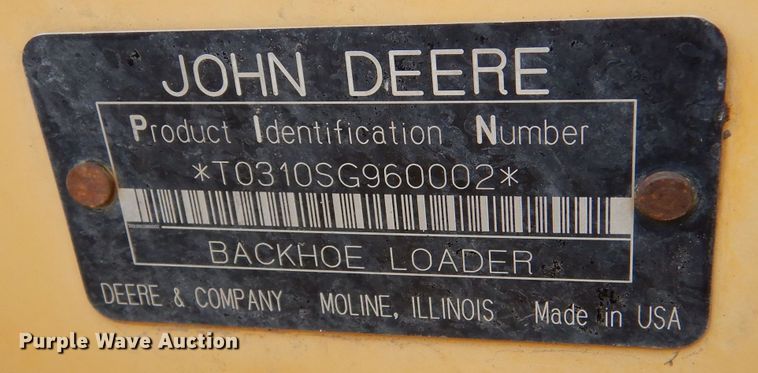 JOHN DEERE
Product Identification Number
*T0310SG960002*
BACKHOE LOADER
DEERE & COMPANY MOLINE, ILLINOIS Made in USA
Purple Wave Auction